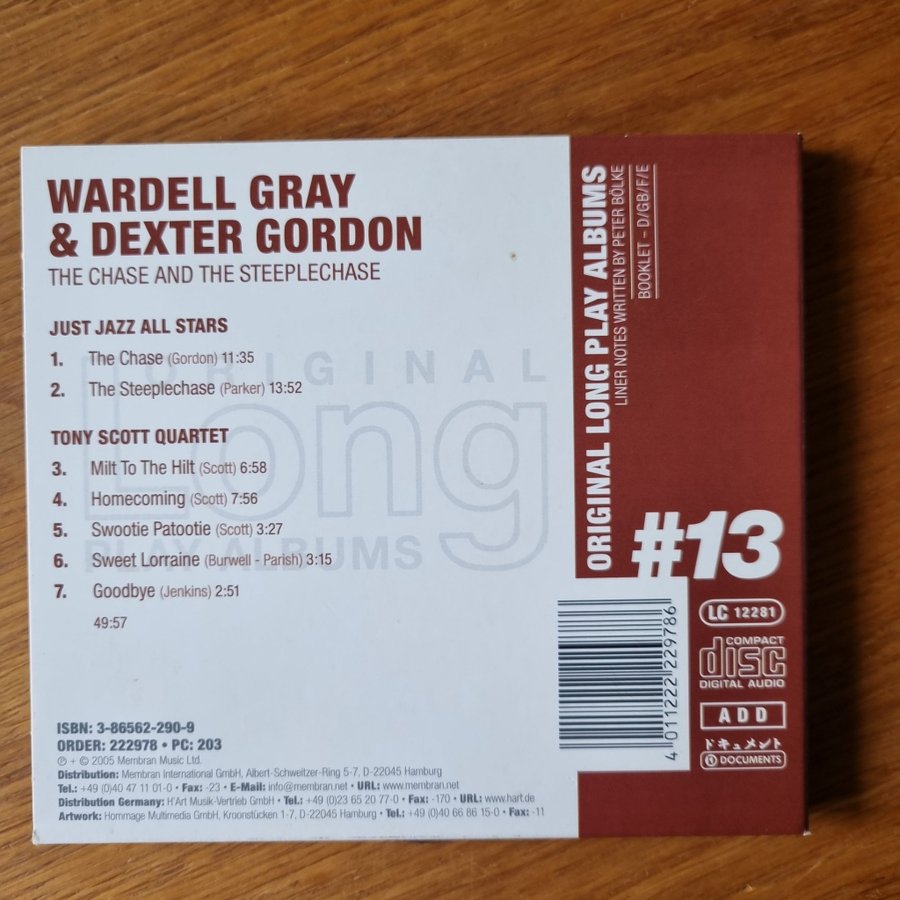 WARDELL GRAY
& DEXTER GORDON
THE CHASE AND THE STEEPLECHASE
JUST JAZZ ALL STARS
1. The Chase (Gordon) 11:35
2. The Steeplechase (Parker) 13:52
TONY SCOTT QUARTET
3. Milt To The Hilt (Scott) 6:58
4. Homecoming (Scott) 7:56
5. Swootie Patootie (Scott) 3:27
6. Sweet Lorraine (Burwell - Parish) 3:15
7. Goodbye (Jenkins) 2:51
49:57
ORIGINAL
Long
PLAY ALBUMS
ISBN: 3-86562-290-9
ORDER: 222978 • PC: 203
℗ + © 2005 Membran Music Ltd.
Distribution: Membran International GmbH, Albert-Schweitzer-Ring 5-7, D-22045 Hamburg
Tel.: +49 (0)40 47 11 01-0 • Fax: -23 • E-Mail: info@membran.net • URL: www.membran.net
Distribution Germany: H'Art Musik-Vertrieb GmbH • Tel.: +49 (0)23 65 20 77-0 • Fax: -170 • URL: www.hart.de
Artwork: Hommage Multimedia GmbH, Kroonstücken 1-7, D-22045 Hamburg • Tel.: +49 (0)40 66 86 15-0 • Fax: -11
ORIGINAL LONG PLAY ALBUMS
LINER NOTES WRITTEN BY PETER BÖLKE
BOOKLET – D/GB/F/E
#13
4 011222 229786
LC 12281
COMPACT
disc
DIGITAL AUDIO
ADD
ドキュメント
DOCUMENTS